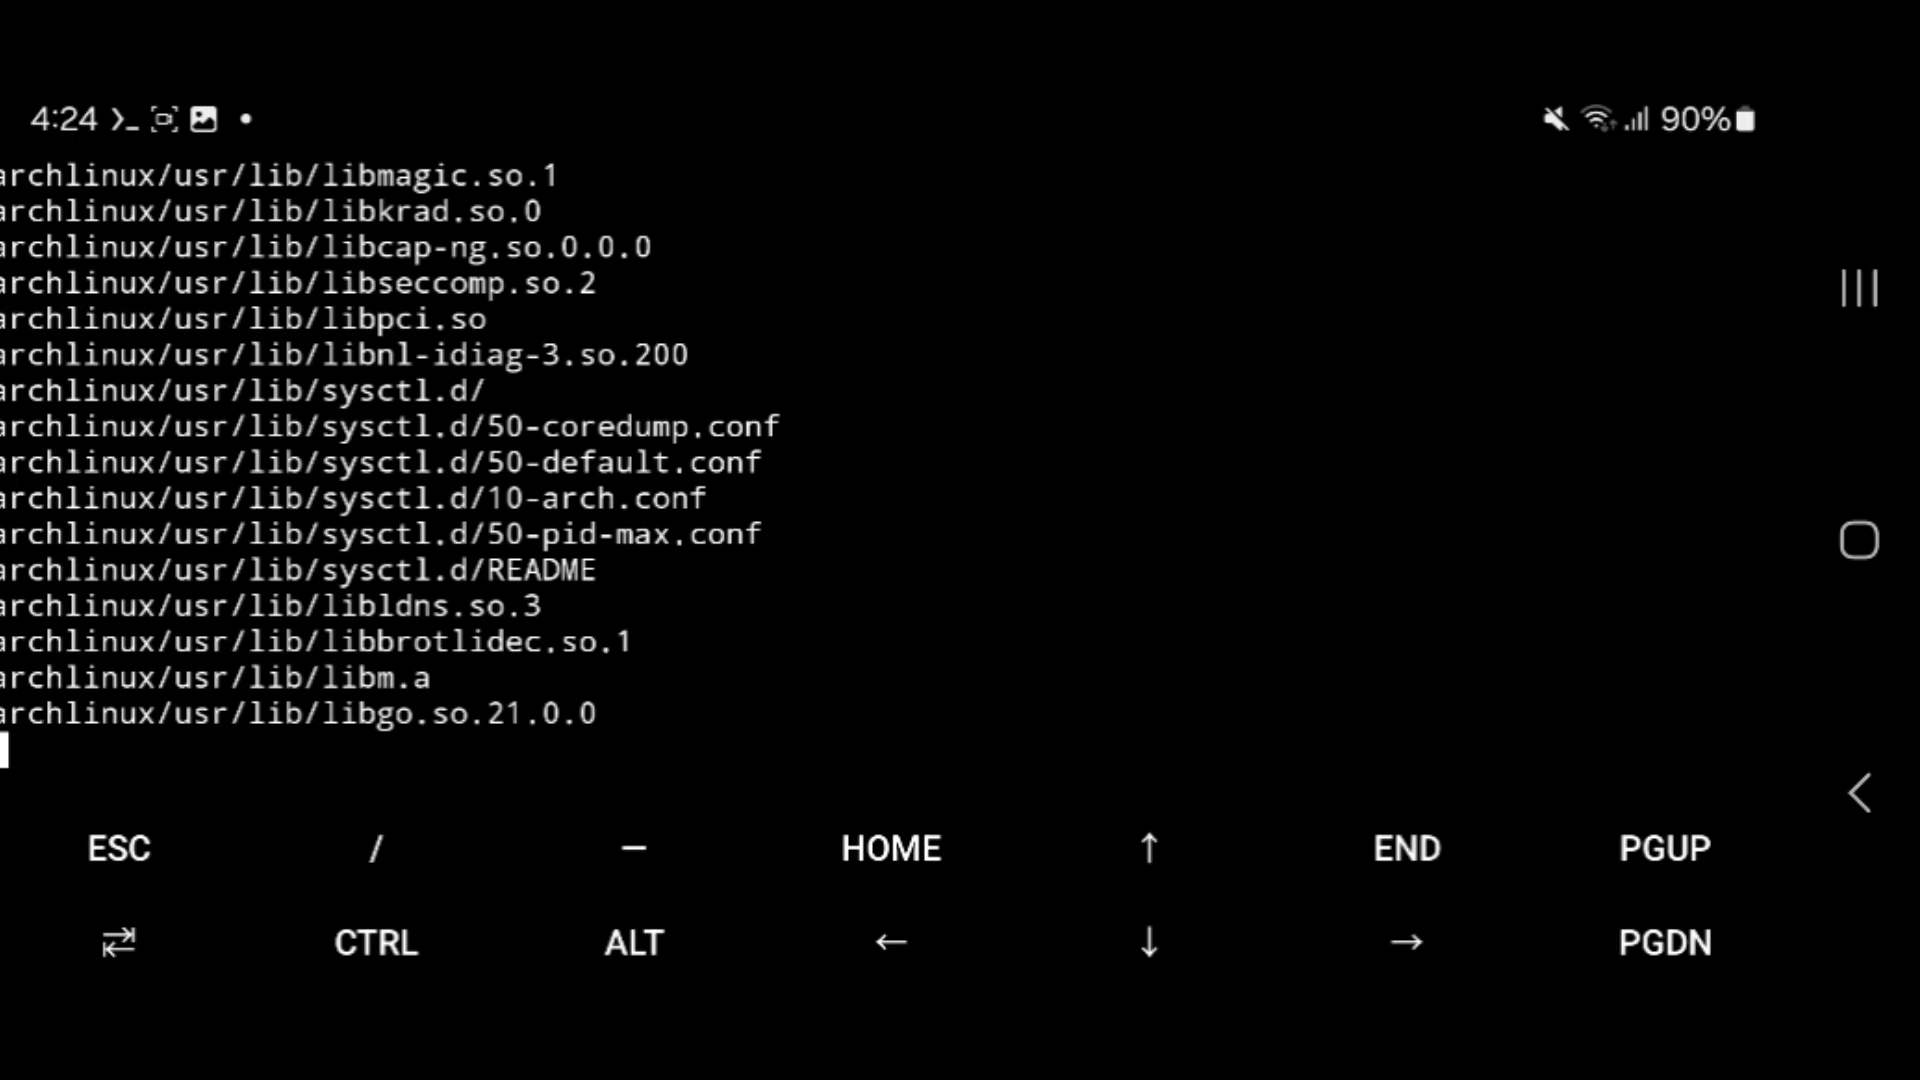 4:24 >_ 90%
archlinux/usr/lib/libmagic.so.1
archlinux/usr/lib/libkrad.so.0
archlinux/usr/lib/libcap-ng.so.0.0.0
archlinux/usr/lib/libseccomp.so.2
archlinux/usr/lib/libpci.so
archlinux/usr/lib/libnl-idiag-3.so.200
archlinux/usr/lib/sysctl.d/
archlinux/usr/lib/sysctl.d/50-coredump.conf
archlinux/usr/lib/sysctl.d/50-default.conf
archlinux/usr/lib/sysctl.d/10-arch.conf
archlinux/usr/lib/sysctl.d/50-pid-max.conf
archlinux/usr/lib/sysctl.d/README
archlinux/usr/lib/libldns.so.3
archlinux/usr/lib/libbrotlidec.so.1
archlinux/usr/lib/libm.a
archlinux/usr/lib/libgo.so.21.0.0
ESC / — HOME ↑ END PGUP
⇄ CTRL ALT ← ↓ → PGDN